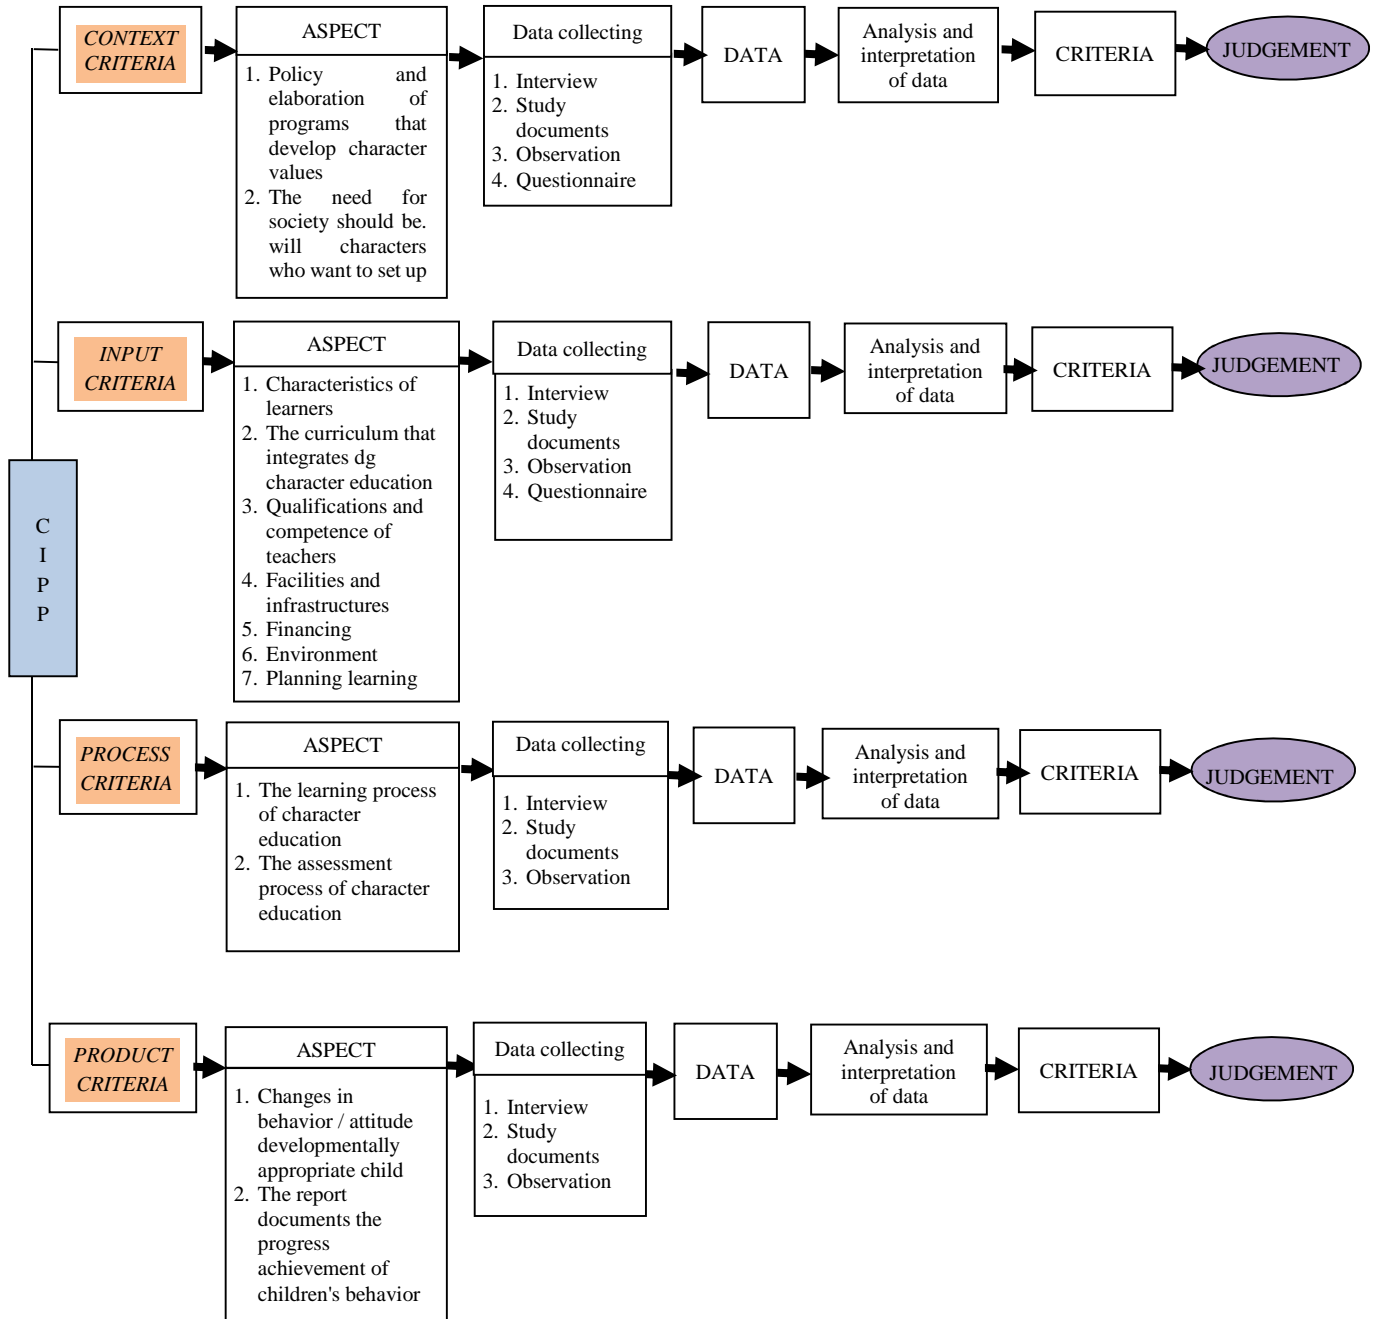 CONTEXT
CRITERIA
ASPECT
1. Policy and
elaboration of
programs that
develop character
values
2. The need for
society should be.
will characters
who want to set up
Data collecting
1. Interview
2. Study
documents
3. Observation
4. Questionnaire
DATA
Analysis and
interpretation
of data
CRITERIA
JUDGEMENT
INPUT
CRITERIA
ASPECT
1. Characteristics of
learners
2. The curriculum that
integrates dg
character education
3. Qualifications and
competence of
teachers
4. Facilities and
infrastructures
5. Financing
6. Environment
7. Planning learning
Data collecting
1. Interview
2. Study
documents
3. Observation
4. Questionnaire
DATA
Analysis and
interpretation
of data
CRITERIA
JUDGEMENT
C
I
P
P
PROCESS
CRITERIA
ASPECT
1. The learning process
of character
education
2. The assessment
process of character
education
Data collecting
1. Interview
2. Study
documents
3. Observation
DATA
Analysis and
interpretation
of data
CRITERIA
JUDGEMENT
PRODUCT
CRITERIA
ASPECT
1. Changes in
behavior / attitude
developmentally
appropriate child
2. The report
documents the
progress
achievement of
children's behavior
Data collecting
1. Interview
2. Study
documents
3. Observation
DATA
Analysis and
interpretation
of data
CRITERIA
JUDGEMENT